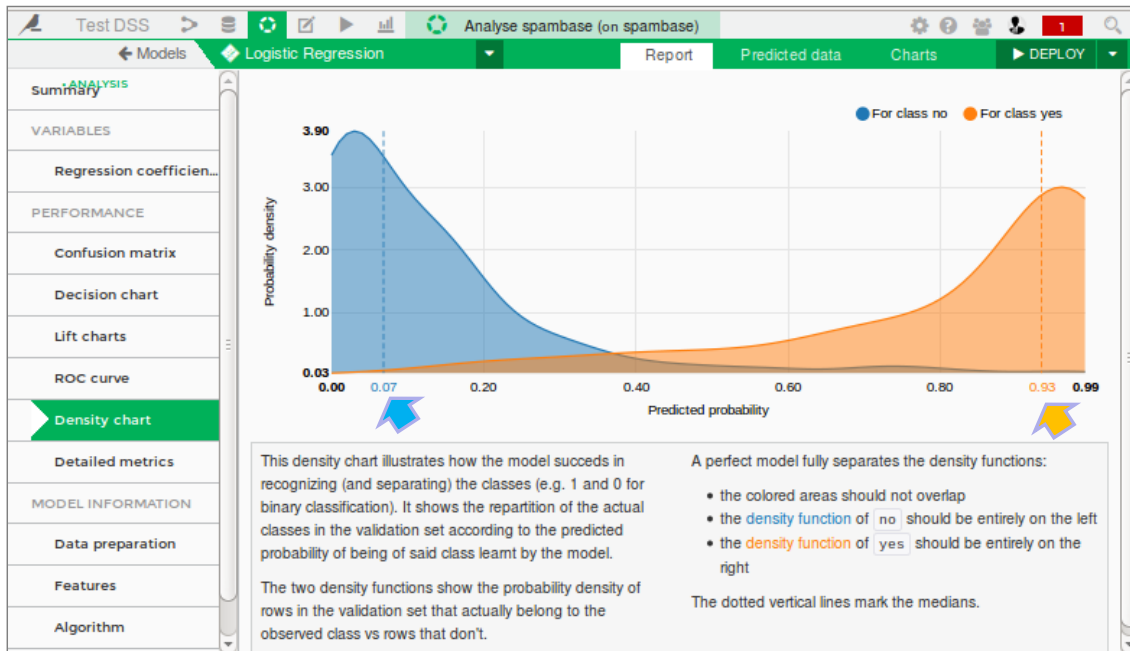 Test DSS
Analyse spambase (on spambase)
1
Models
Logistic Regression
Report
Predicted data
Charts
DEPLOY
ANALYSIS
Summary
VARIABLES
Regression coefficien...
PERFORMANCE
Confusion matrix
Decision chart
Lift charts
ROC curve
Density chart
Detailed metrics
MODEL INFORMATION
Data preparation
Features
Algorithm
For class no
For class yes
Probability density
3.90
3.00
2.00
1.00
0.03
0.00
0.07
0.20
0.40
0.60
0.80
0.93
0.99
Predicted probability
This density chart illustrates how the model succeds in
recognizing (and separating) the classes (e.g. 1 and 0 for
binary classification). It shows the repartition of the actual
classes in the validation set according to the predicted
probability of being of said class learnt by the model.
The two density functions show the probability density of
rows in the validation set that actually belong to the
observed class vs rows that don't.
A perfect model fully separates the density functions:
• the colored areas should not overlap
• the density function of no should be entirely on the left
• the density function of yes should be entirely on the
right
The dotted vertical lines mark the medians.